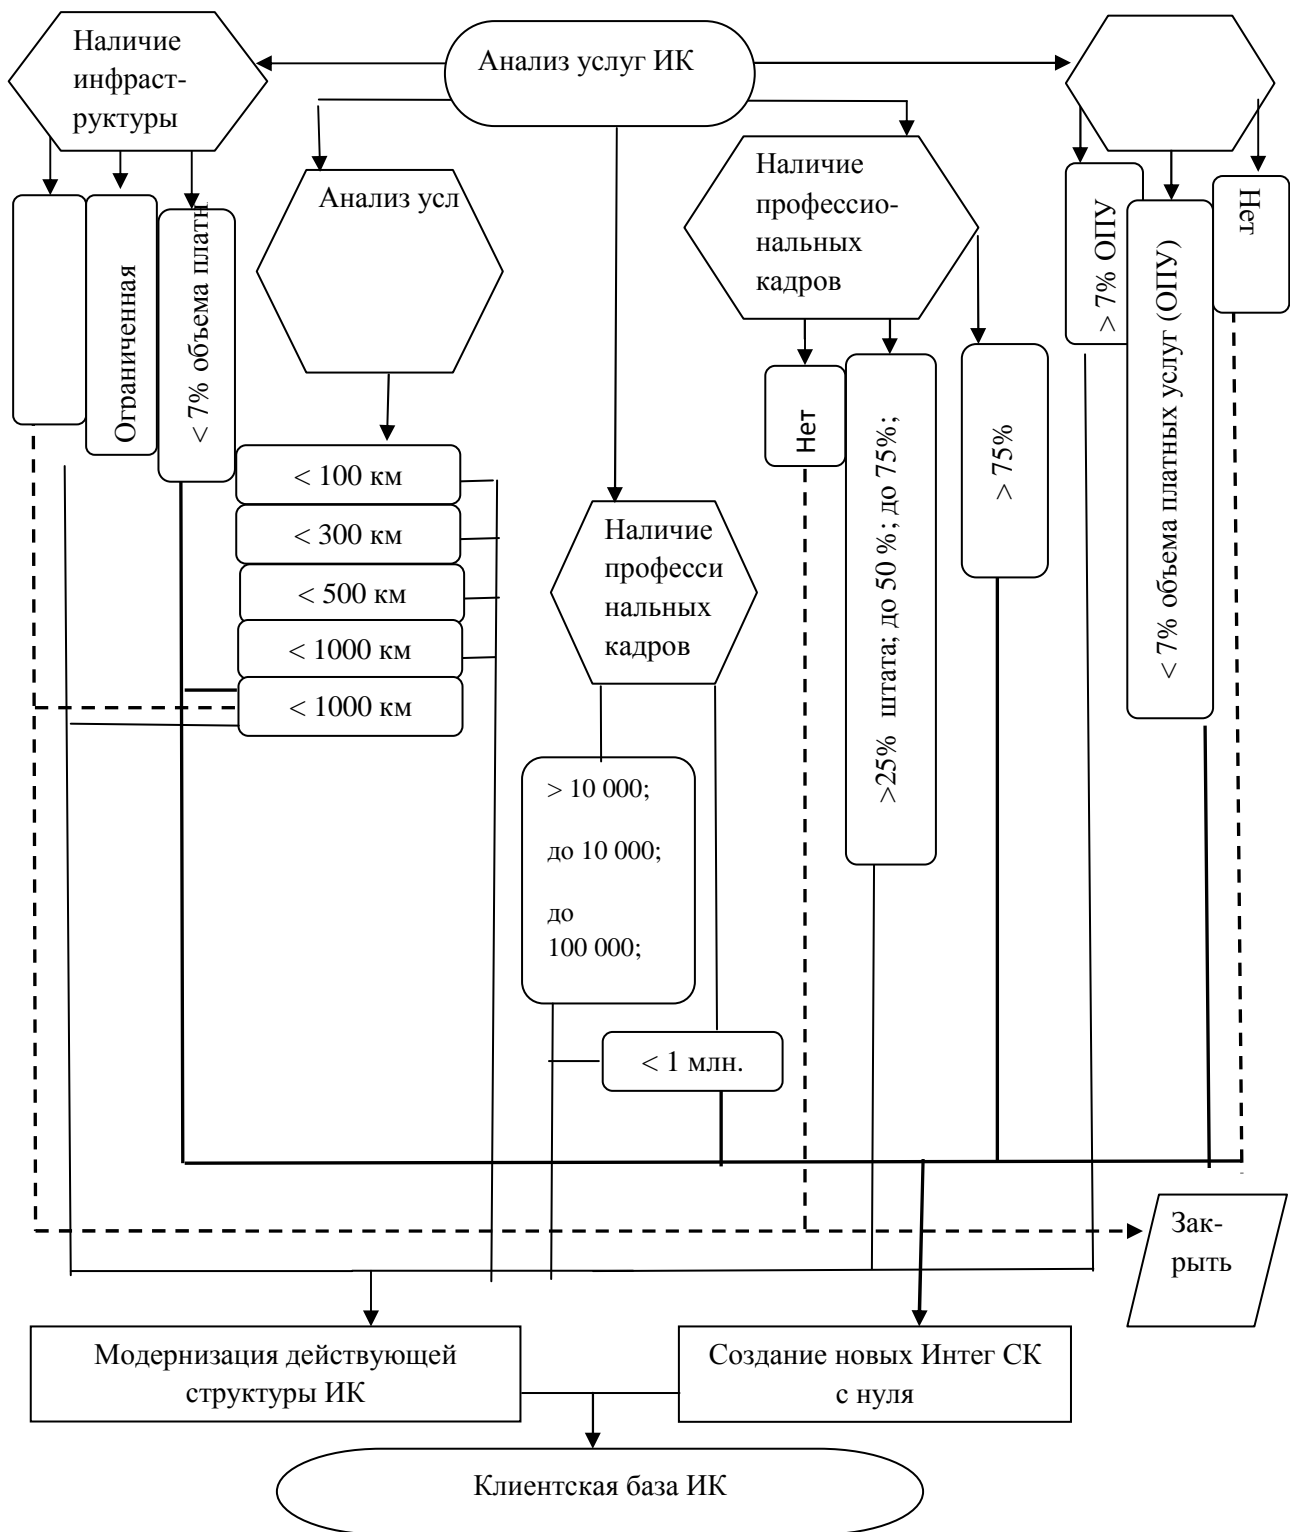 Наличие
инфраст-
руктуры
Анализ услуг ИК
Анализ усл
Наличие
профессио-
нальных
кадров
Ограниченная
< 7% объема платн
> 7% ОПУ
< 7% объема платных услуг (ОПУ)
Нет
Нет
>25% штата; до 50 %; до 75%;
> 75%
< 100 км
< 300 км
< 500 км
< 1000 км
< 1000 км
Наличие
професси
нальных
кадров
> 10 000;
до 10 000;
до
100 000;
< 1 млн.
Зак-
рыть
Модернизация действующей
структуры ИК
Создание новых Интег СК
с нуля
Клиентская база ИК